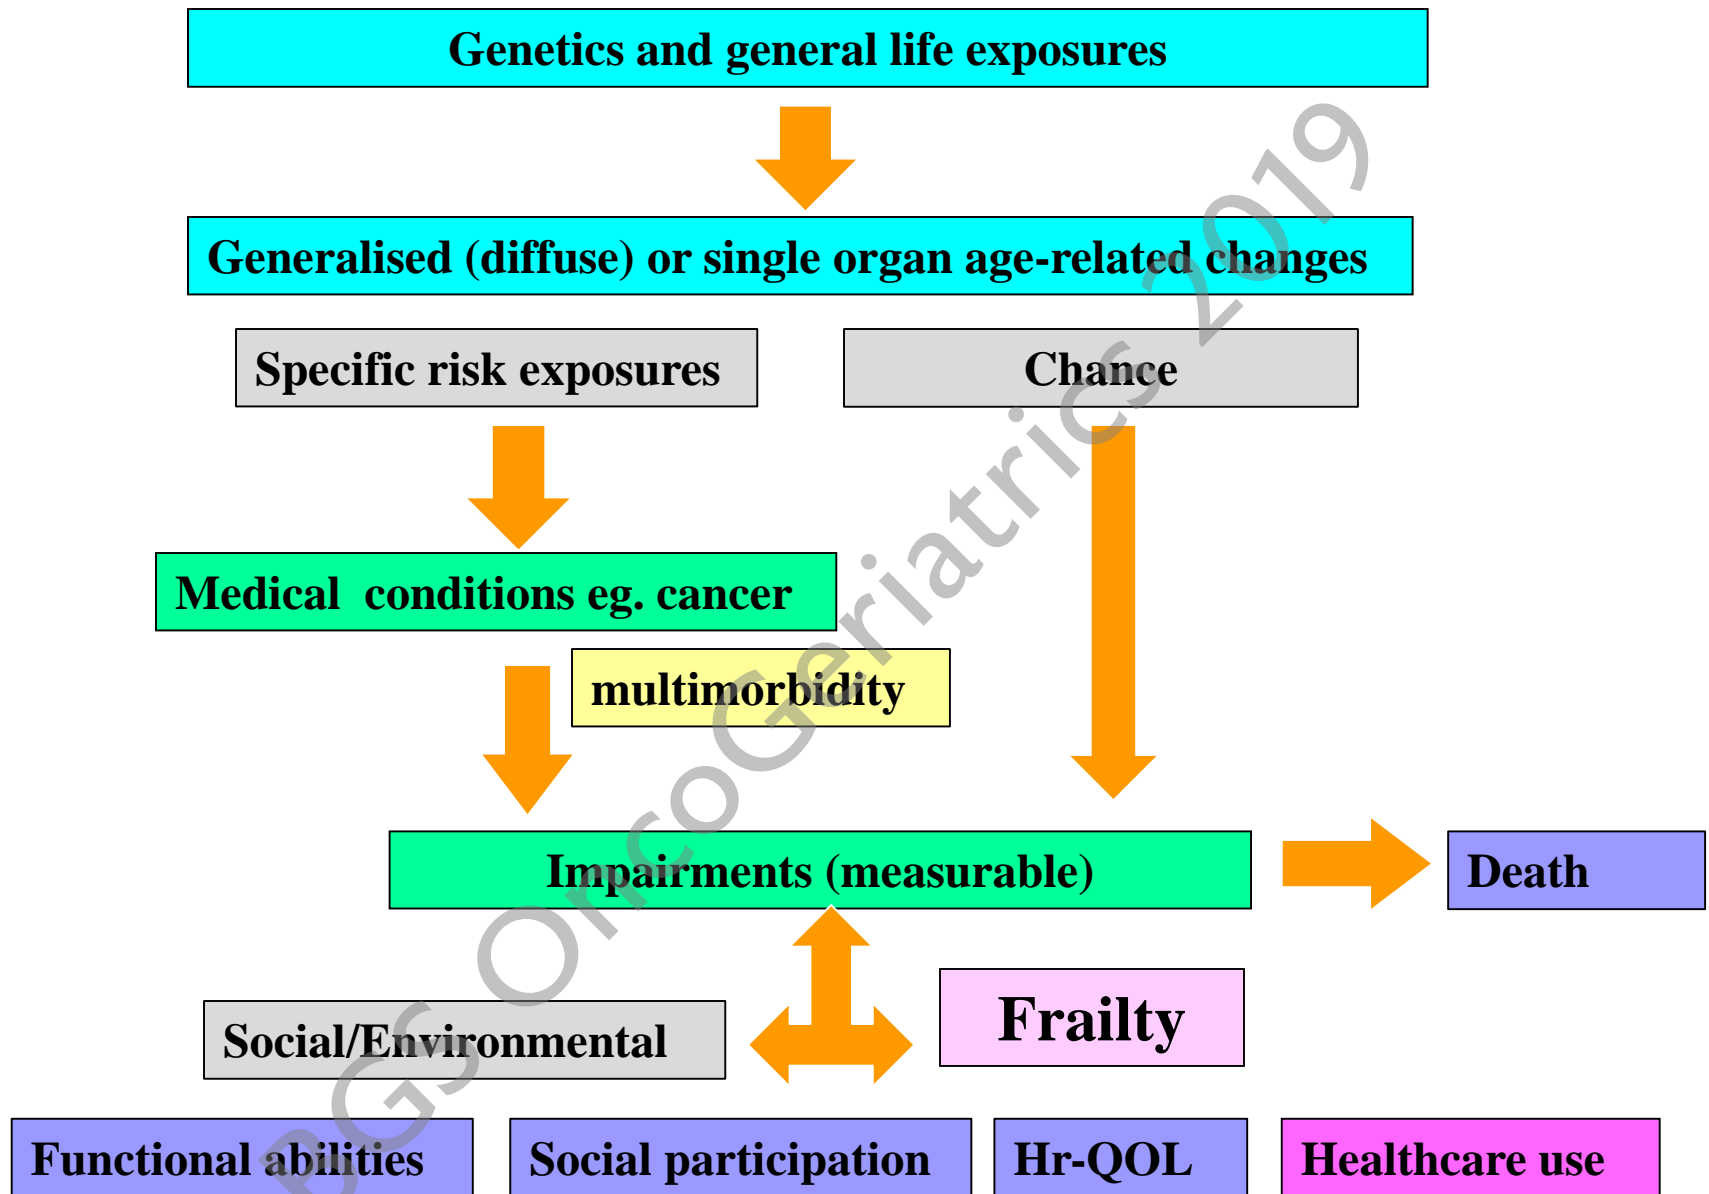 Genetics and general life exposures
Generalised (diffuse) or single organ age-related changes
Specific risk exposures
Chance
Medical  conditions eg. cancer
multimorbidity
Impairments (measurable)
Death
Frailty
Social/Environmental
Functional abilities
Social participation
Hr-QOL
Healthcare use
BGS OncoGeriatrics 2019